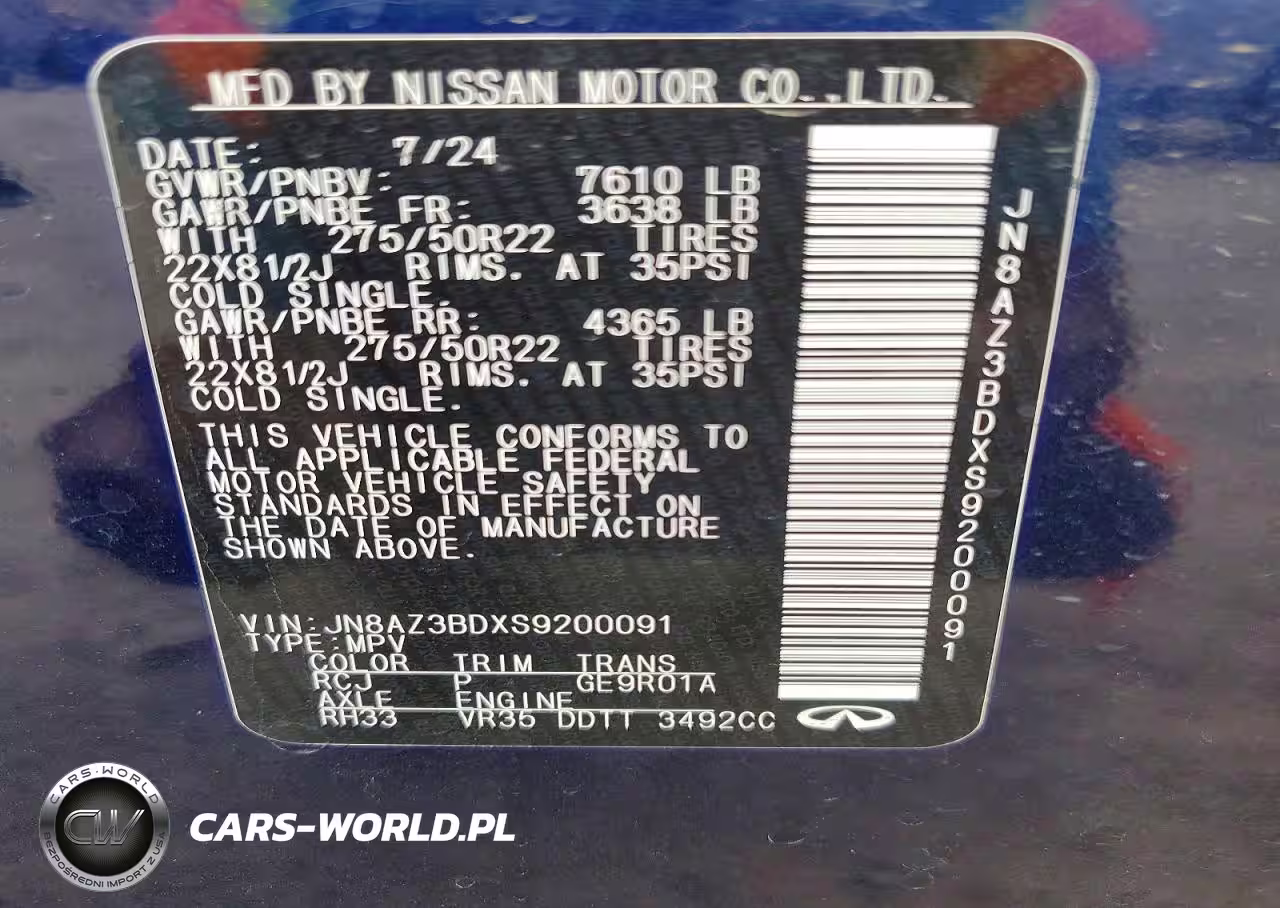 MFD BY NISSAN MOTOR CO.,LTD.
DATE: 7/24
GVWR/PNBV: 7610 LB
GAWR/PNBE FR: 3638 LB
WITH 275/50R22 TIRES
22X81/2J RIMS. AT 35PSI
COLD SINGLE.
GAWR/PNBE RR: 4365 LB
WITH 275/50R22 TIRES
22X81/2J RIMS. AT 35PSI
COLD SINGLE.
THIS VEHICLE CONFORMS TO
ALL APPLICABLE FEDERAL
MOTOR VEHICLE SAFETY
STANDARDS IN EFFECT ON
THE DATE OF MANUFACTURE
SHOWN ABOVE.
VIN:JN8AZ3BDXS9200091
TYPE:MPV
COLOR TRIM TRANS
RCJ P GE9R01A
AXLE ENGINE
RH33 VR35 DDTT 3492CC
JN8AZ3BDXS9200091
CARS-WORLD
CW
BEZPOŚREDNI IMPORT Z USA
CARS-WORLD.PL